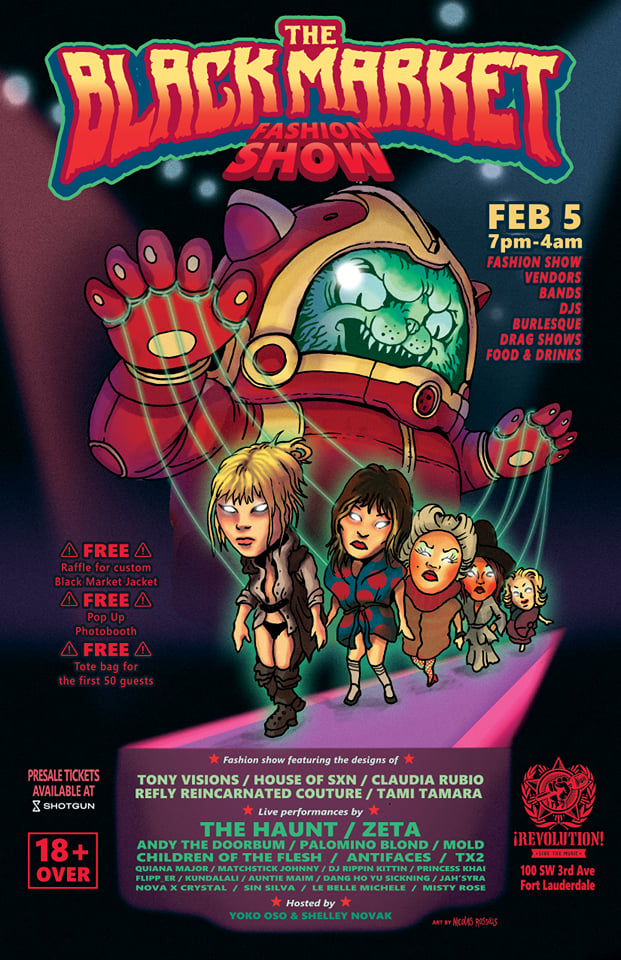 THE
BLACK MARKET
FASHION
SHOW
FEB 5
7pm-4am
FASHION SHOW
VENDORS
BANDS
DJS
BURLESQUE
DRAG SHOWS
FOOD & DRINKS
FREE
Raffle for custom
Black Market Jacket
FREE
Pop Up
Photobooth
FREE
Tote bag for
the first 50 guests
PRESALE TICKETS
AVAILABLE AT
SHOTGUN
18+
OVER
Fashion show featuring the designs of
TONY VISIONS / HOUSE OF SXN / CLAUDIA RUBIO
REFLY REINCARNATED COUTURE / TAMI TAMARA
Live performances by
THE HAUNT / ZETA
ANDY THE DOORBUM / PALOMINO BLOND / MOLD
CHILDREN OF THE FLESH / ANTIFACES / TX2
QUIANA MAJOR / MATCHSTICK JOHNNY / DJ RIPPIN KITTIN / PRINCESS KHAI
FLIPP_ER / KUNDALALI / AUNTIE MAIM / DANG HO YU SICKNING / JAH'SYRA
NOVA X CRYSTAL / SIN SILVA / LE BELLE MICHELE / MISTY ROSE
Hosted by
YOKO OSO & SHELLEY NOVAK
ART BY
¡REVOLUTION!
LIVE THE MUSIC
100 SW 3rd Ave
Fort Lauderdale